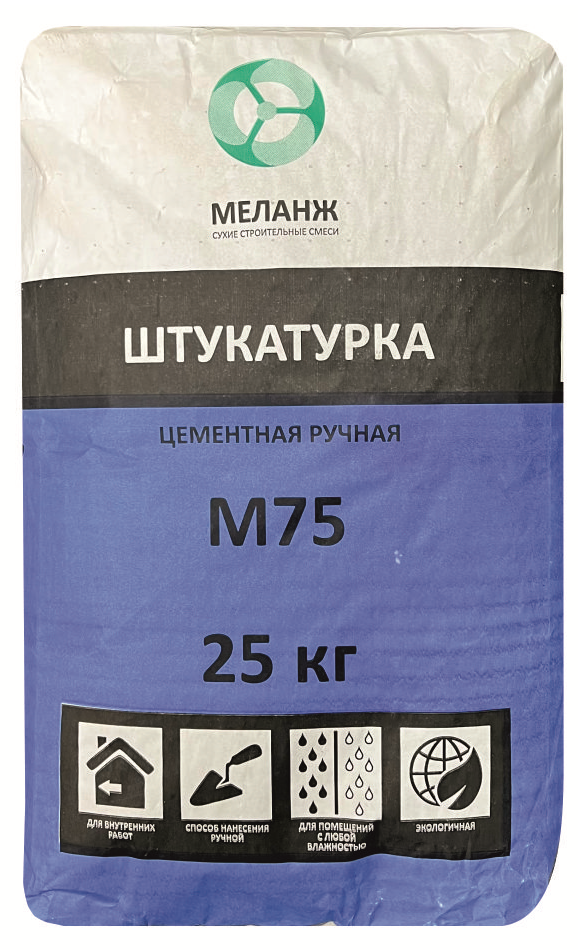 МЕЛАНЖ
СУХИЕ СТРОИТЕЛЬНЫЕ СМЕСИ
ШТУКАТУРКА
ЦЕМЕНТНАЯ РУЧНАЯ
М75
25 кг
ДЛЯ ВНУТРЕННИХ
РАБОТ
СПОСОБ НАНЕСЕНИЯ
РУЧНОЙ
ДЛЯ ПОМЕЩЕНИЙ
С ЛЮБОЙ
ВЛАЖНОСТЬЮ
ЭКОЛОГИЧНАЯ